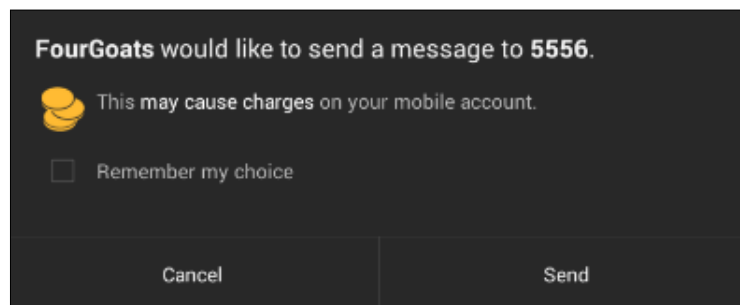 FourGoats would like to send a message to 5556.
This may cause charges on your mobile account.
Remember my choice
Cancel
Send